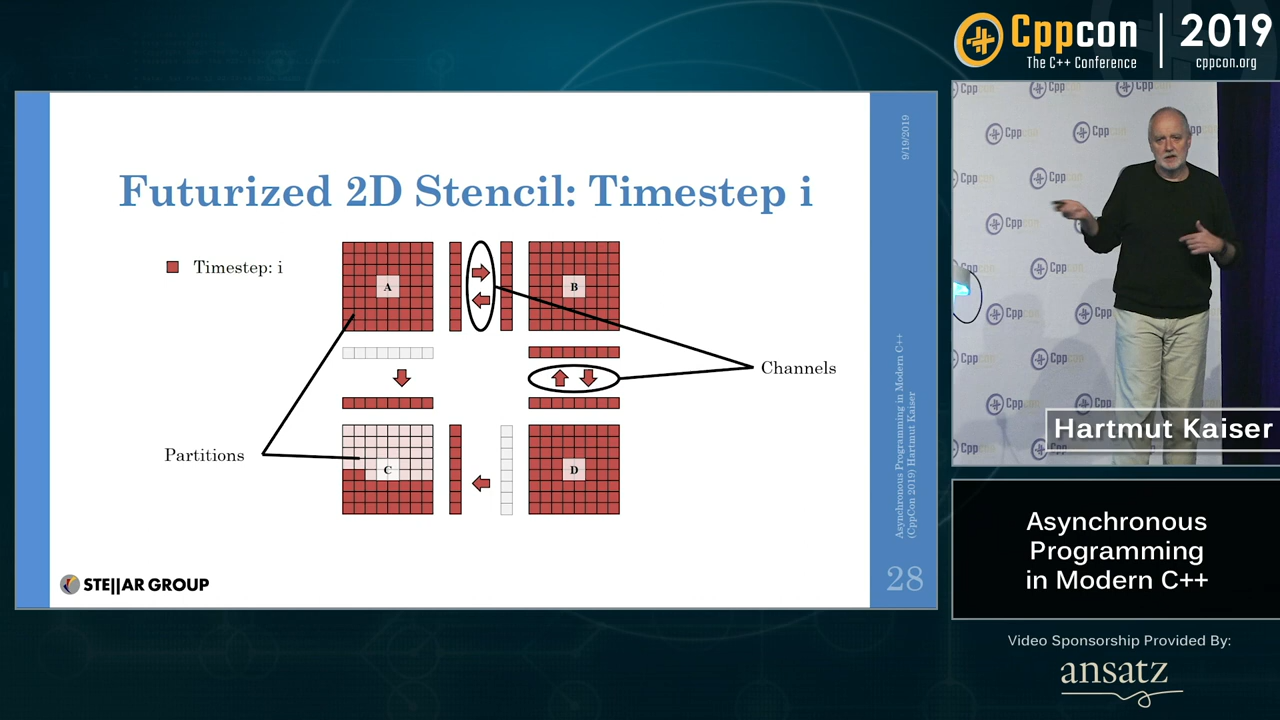 Cppcon
The C++ Conference
2019
cppcon.org
Futurized 2D Stencil: Timestep i
Timestep: i
A
B
Channels
Partitions
C
D
STE||AR GROUP
9/19/2019
Asynchronous Programming in Modern C++
(CppCon 2019) Hartmut Kaiser
28
Hartmut Kaiser
Asynchronous
Programming
in Modern C++
Video Sponsorship Provided By:
ansatz